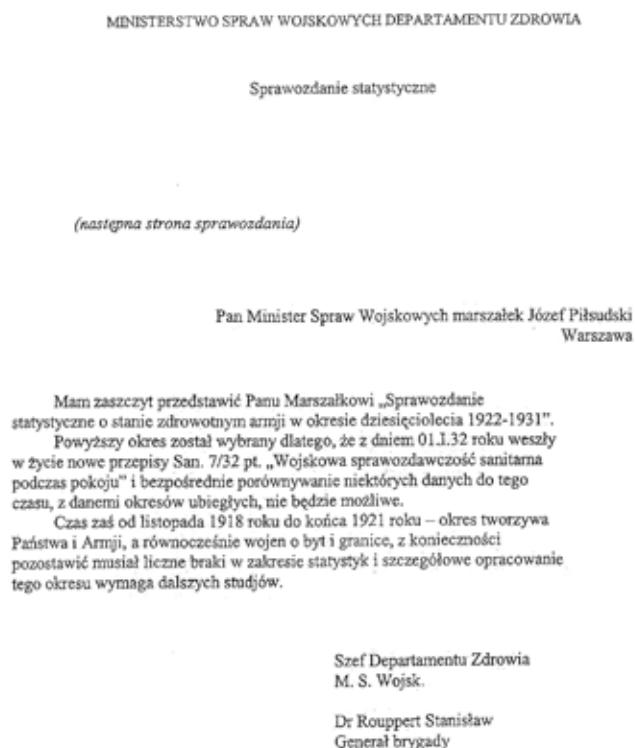 MINISTERSTWO SPRAW WOJSKOWYCH DEPARTAMENTU ZDROWIA
Sprawozdanie statystyczne
(następna strona sprawozdania)
Pan Minister Spraw Wojskowych marszałek Józef Piłsudski
Warszawa
Mam zaszczyt przedstawić Panu Marszałkowi „Sprawozdanie
statystyczne o stanie zdrowotnym armji w okresie dziesięciolecia 1922-1931”.
Powyższy okres został wybrany dlatego, że z dniem 01.I.32 roku weszły
w życie nowe przepisy San. 7/32 pt. „Wojskowa sprawozdawczość sanitarna
podczas pokoju” i bezpośrednie porównywanie niektórych danych do tego
czasu, z danemi okresów ubiegłych, nie będzie możliwe.
Czas zaś od listopada 1918 roku do końca 1921 roku – okres tworzywa
Państwa i Armji, a równocześnie wojen o byt i granice, z konieczności
pozostawić musiał liczne braki w zakresie statystyk i szczegółowe opracowanie
tego okresu wymaga dalszych studjów.
Szef Departamentu Zdrowia
M. S. Wojsk.
Dr Rouppert Stanisław
Generał brygady